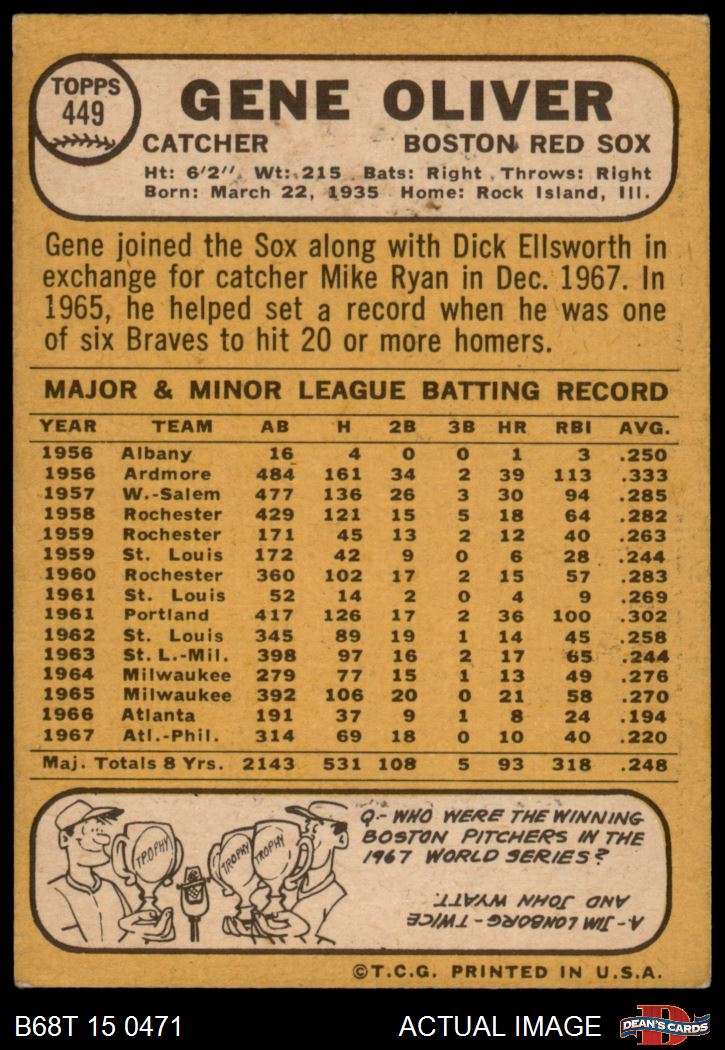 TOPPS
449
GENE OLIVER
CATCHER BOSTON RED SOX
Ht: 6'2". Wt: 215 Bats: Right Throws: Right
Born: March 22, 1935 Home: Rock Island, Ill.
Gene joined the Sox along with Dick Ellsworth in
exchange for catcher Mike Ryan in Dec. 1967. In
1965, he helped set a record when he was one
of six Braves to hit 20 or more homers.
MAJOR & MINOR LEAGUE BATTING RECORD
YEAR TEAM AB H 2B 3B HR RBI AVG.
1956 Albany 16 4 0 0 1 3 .250
1956 Ardmore 484 161 34 2 39 113 .333
1957 W.-Salem 477 136 26 3 30 94 .285
1958 Rochester 429 121 15 5 18 64 .282
1959 Rochester 171 45 13 2 12 40 .263
1959 St. Louis 172 42 9 0 6 28 .244
1960 Rochester 360 102 17 2 15 57 .283
1961 St. Louis 52 14 2 0 4 9 .269
1961 Portland 417 126 17 2 36 100 .302
1962 St. Louis 345 89 19 1 14 45 .258
1963 St. L.-Mil. 398 97 16 2 17 65 .244
1964 Milwaukee 279 77 15 1 13 49 .276
1965 Milwaukee 392 106 20 0 21 58 .270
1966 Atlanta 191 37 9 1 8 24 .194
1967 Atl.-Phil. 314 69 18 0 10 40 .220
Maj. Totals 8 Yrs. 2143 531 108 5 93 318 .248
TROPHY
TROPHY
TROPHY
Q-WHO WERE THE WINNING
BOSTON PITCHERS IN THE
1967 WORLD SERIES?
A-JIM LONBORG-TWICE
AND JOHN WYATT.
©T.C.G. PRINTED IN U.S.A.
B68T 15 0471 ACTUAL IMAGE
D
DEAN'S CARDS